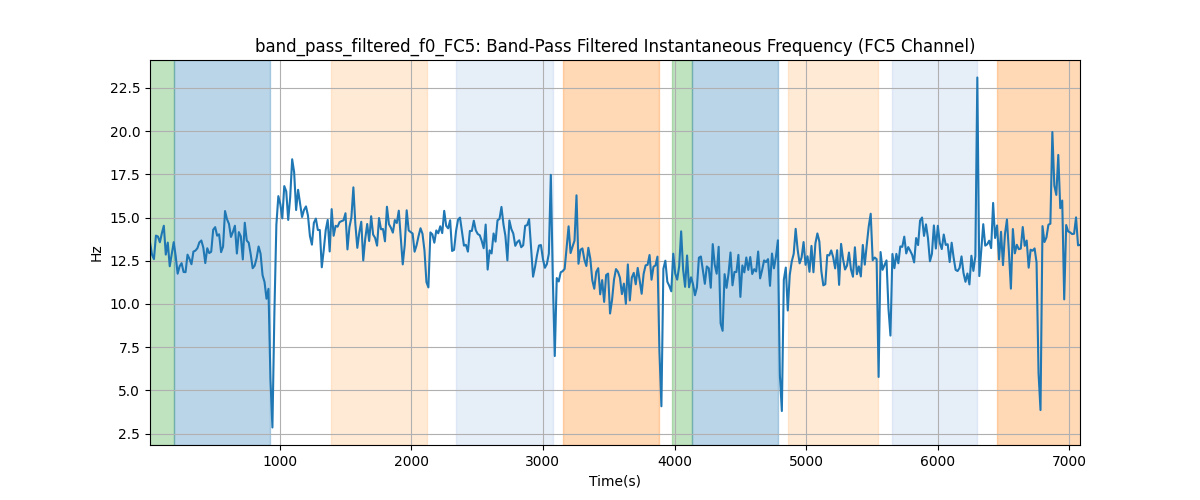 band_pass_filtered_f0_FC5: Band-Pass Filtered Instantaneous Frequency (FC5 Channel)
22.5
20.0
17.5
15.0
12.5
10.0
7.5
5.0
2.5
Hz
1000 2000 3000 4000 5000 6000 7000
Time(s)